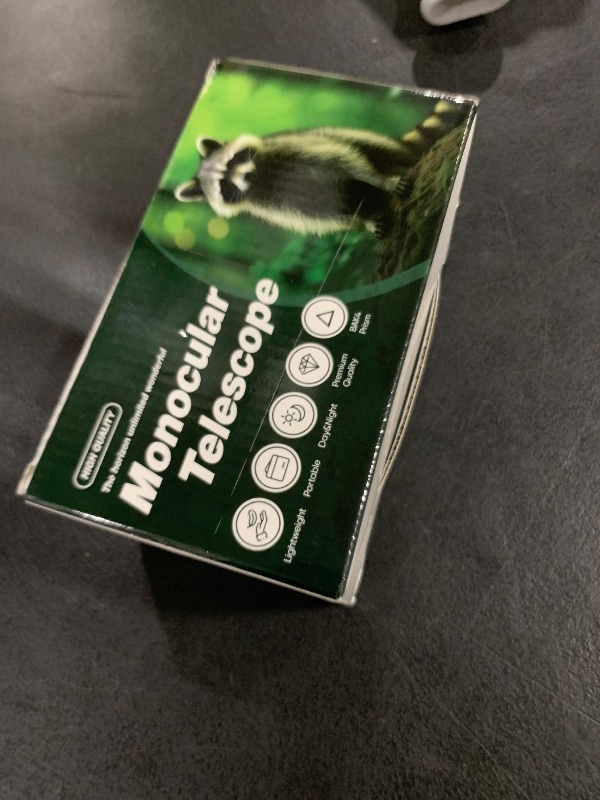 HIGH QUALITY
The horizon unlimited wonderful
Monocular
Telescope
Lightweight
Portable
Day&Night
Premium
Quality
BAK4
Prism